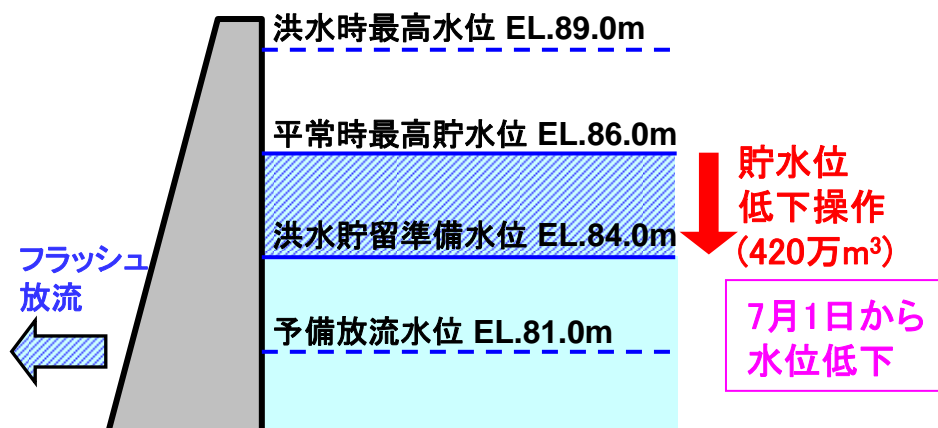 洪水時最高水位 EL.89.0m
平常時最高貯水位 EL.86.0m
貯水位
低下操作
(420万m³)
洪水貯留準備水位 EL.84.0m
フラッシュ
放流
予備放流水位 EL.81.0m
7月1日から
水位低下